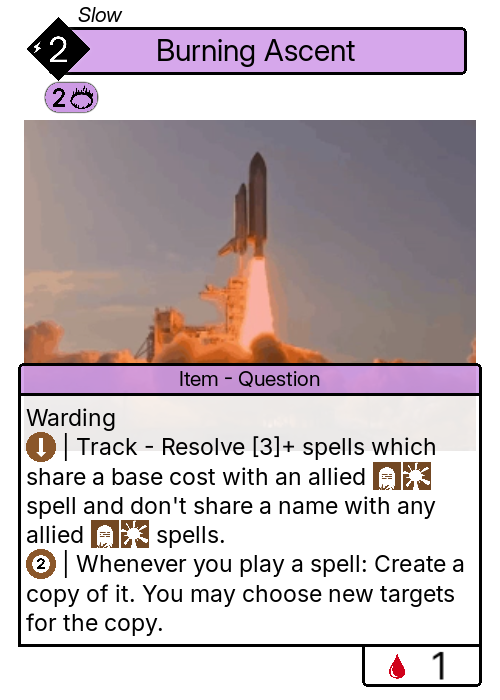 Slow
2 Burning Ascent
2
Item - Question
Warding
| Track - Resolve [3]+ spells which
share a base cost with an allied
spell and don't share a name with any
allied spells.
2 | Whenever you play a spell: Create a
copy of it. You may choose new targets
for the copy.
1